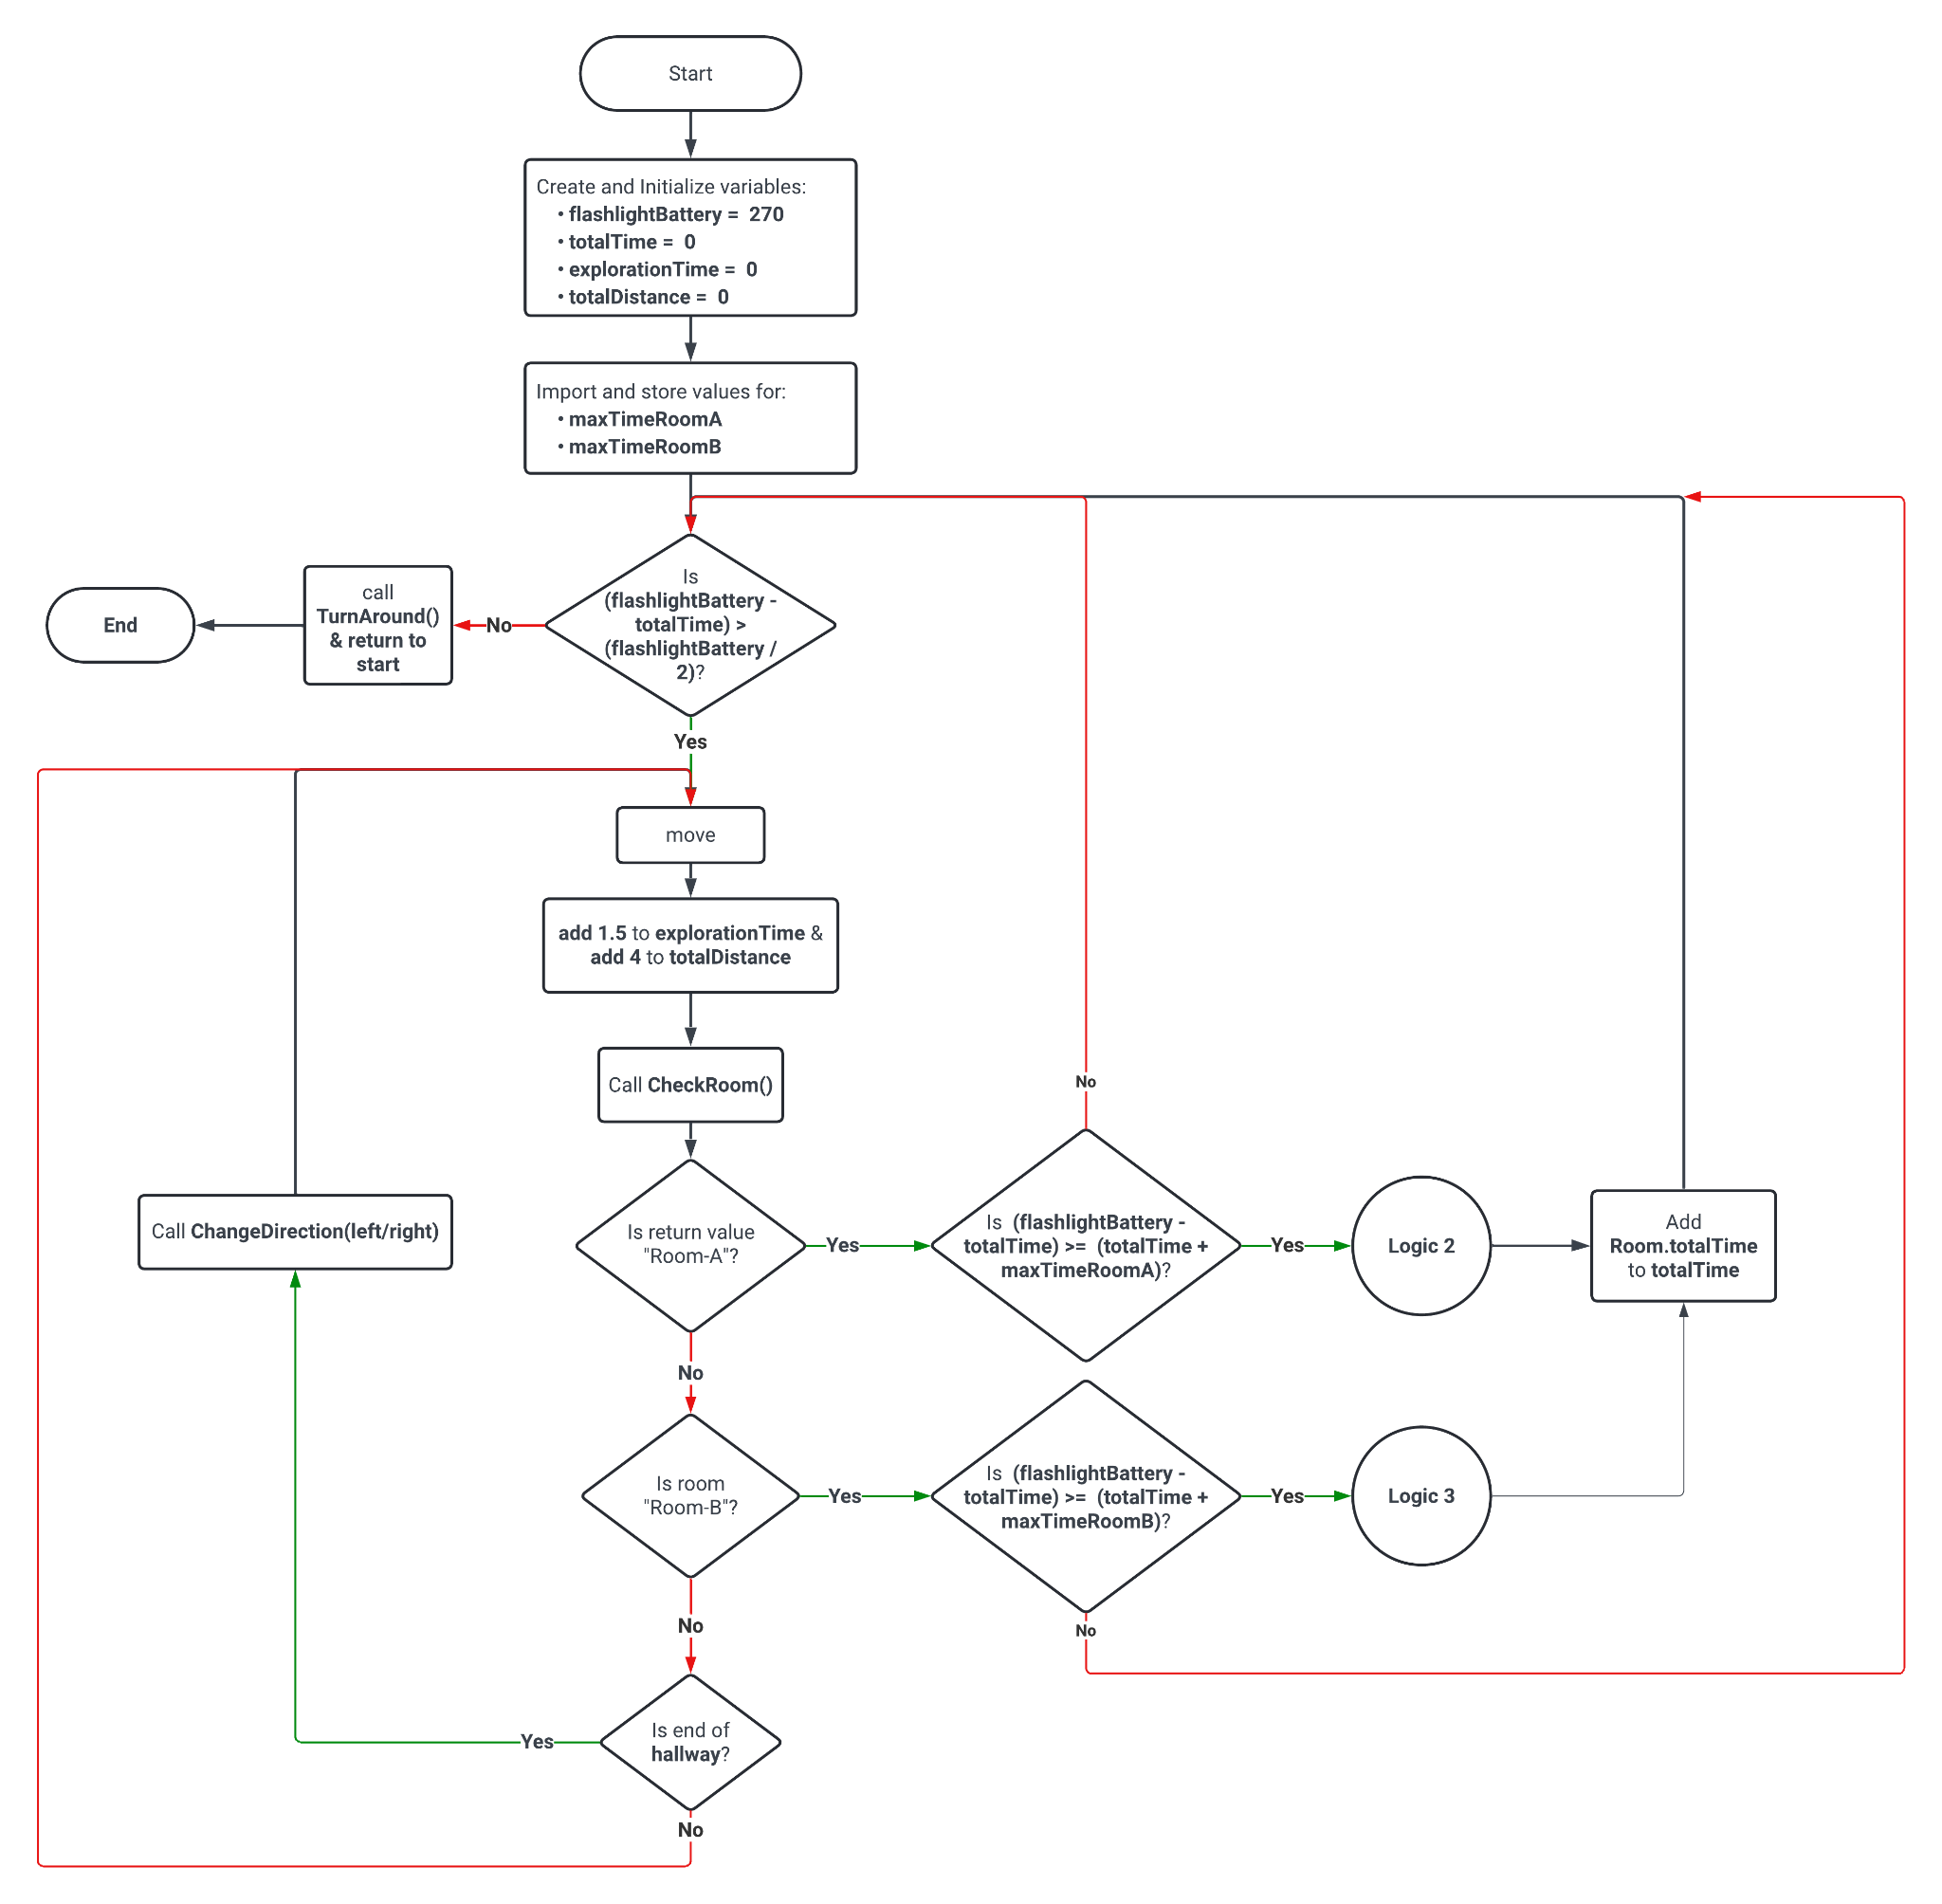 Start
Create and Initialize variables:
• flashlightBattery = 270
• totalTime = 0
• explorationTime = 0
• totalDistance = 0
Import and store values for:
• maxTimeRoomA
• maxTimeRoomB
Is
(flashlightBattery -
totalTime) >
(flashlightBattery /
2)?
No
call
TurnAround()
& return to
start
End
Yes
move
add 1.5 to explorationTime &
add 4 to totalDistance
Call CheckRoom()
Is return value
"Room-A"?
Yes
Is (flashlightBattery -
totalTime) >= (totalTime +
maxTimeRoomA)?
No
Yes
Logic 2
Add
Room.totalTime
to totalTime
Call ChangeDirection(left/right)
No
Is room
"Room-B"?
Yes
Is (flashlightBattery -
totalTime) >= (totalTime +
maxTimeRoomB)?
Yes
Logic 3
No
No
Is end of
hallway?
Yes
No